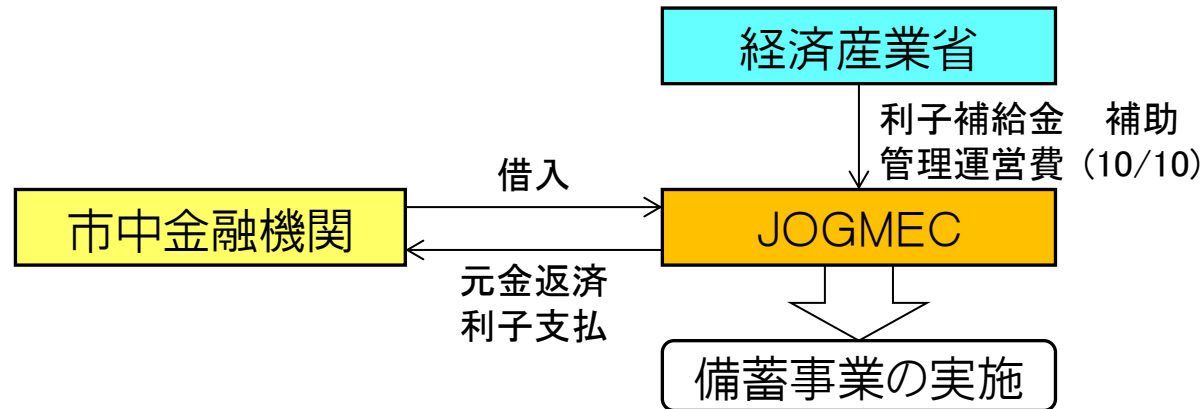 経済産業省
利子補給金　補助
管理運営費 (10/10)
借入
市中金融機関
JOGMEC
元金返済
利子支払
備蓄事業の実施